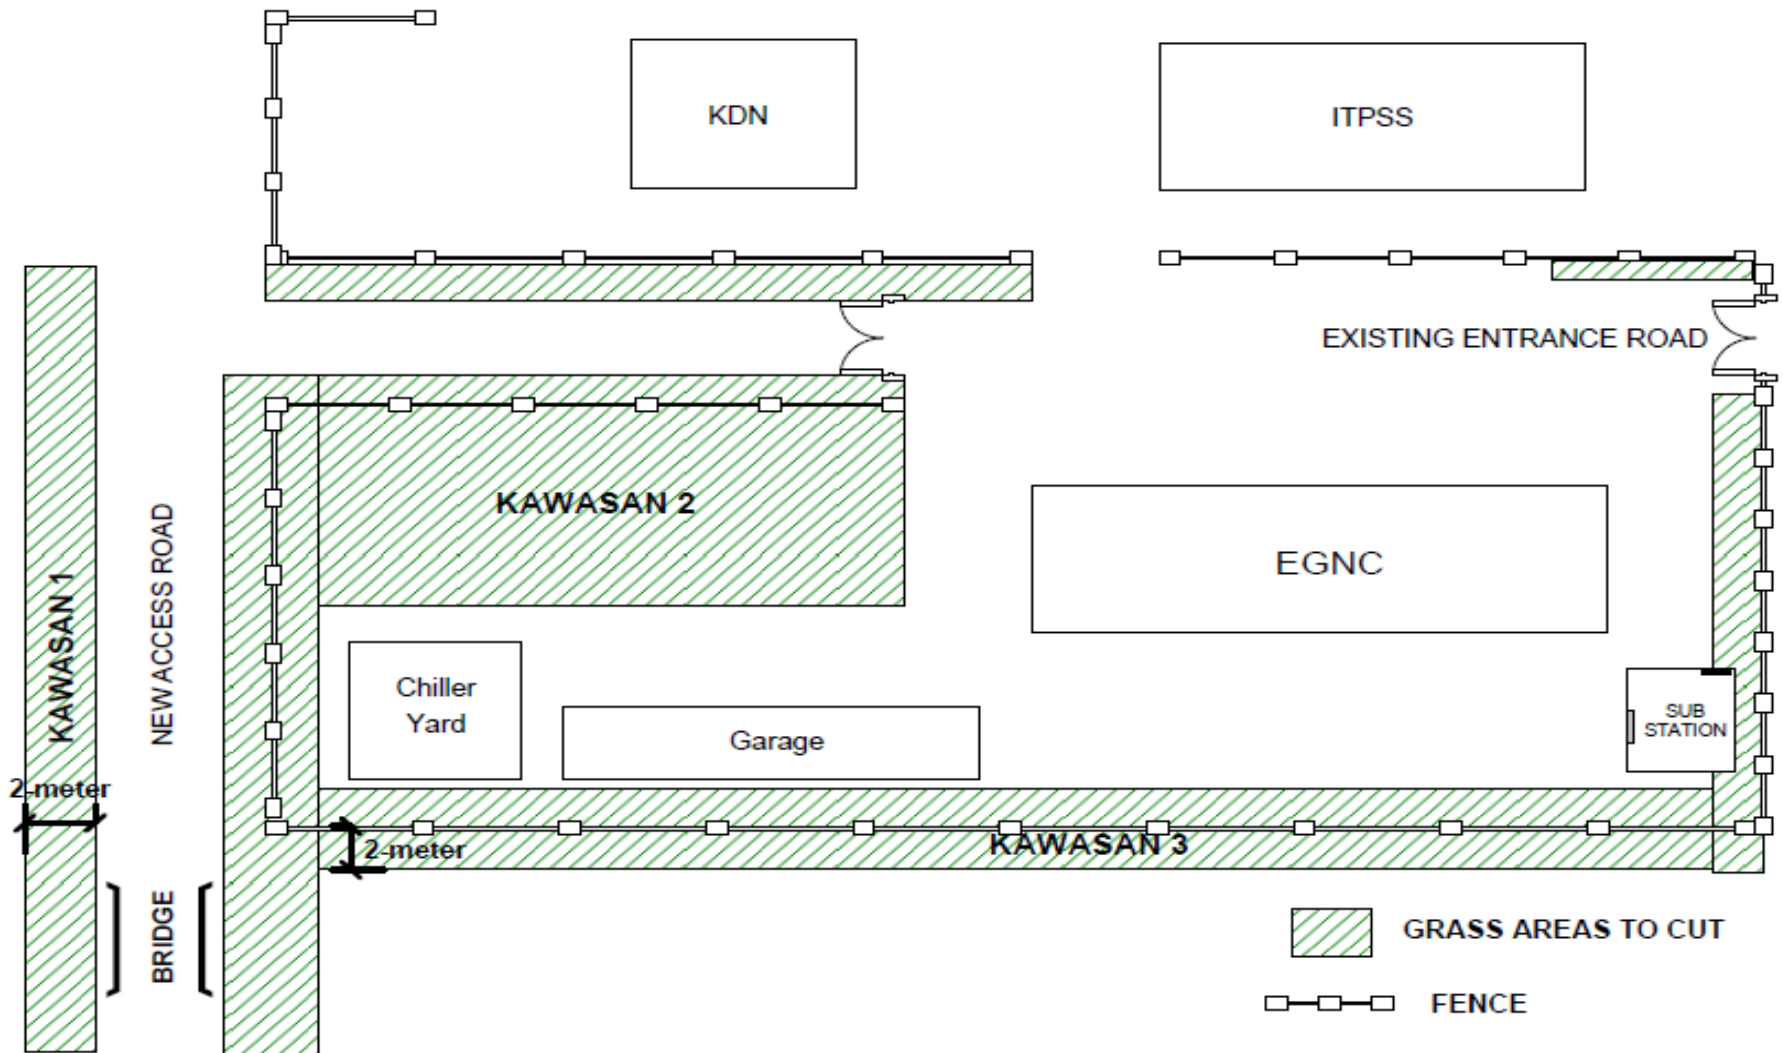 KDN
ITPSS
EXISTING ENTRANCE ROAD
KAWASAN 2
KAWASAN 1
NEW ACCESS ROAD
EGNC
Chiller
Yard
Garage
SUB
STATION
2-meter
2-meter
KAWASAN 3
BRIDGE
GRASS AREAS TO CUT
FENCE